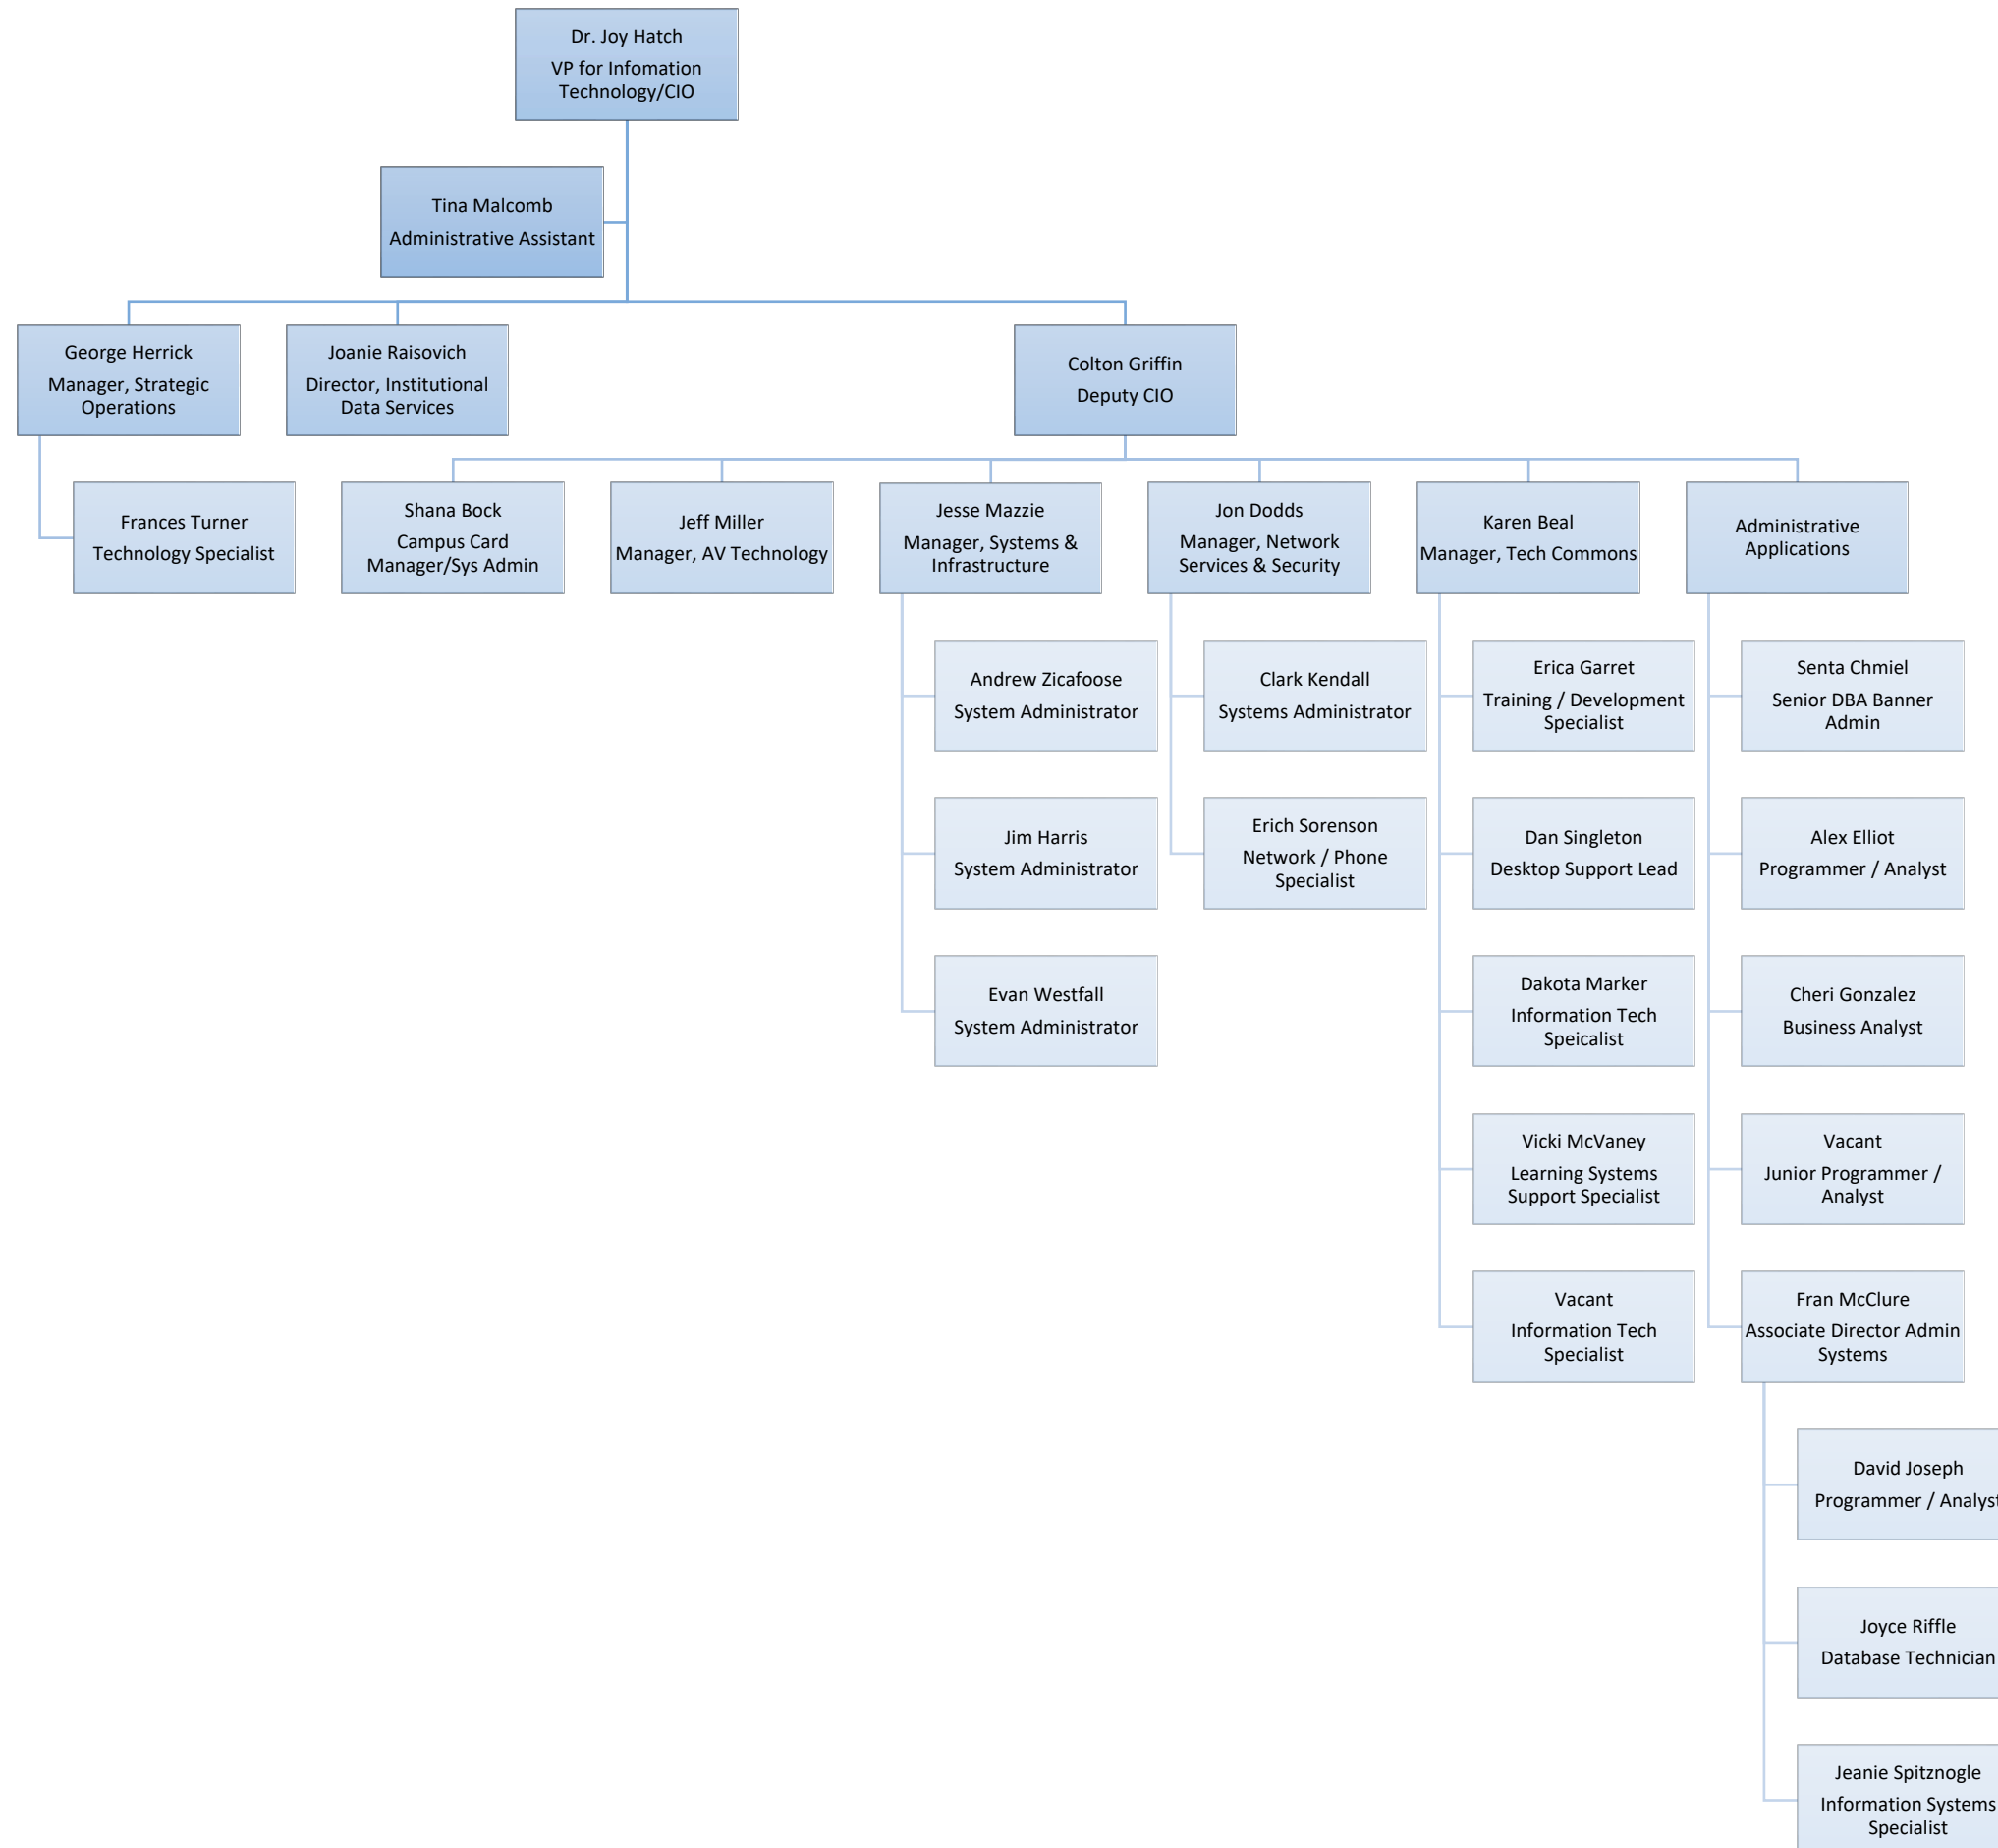 Dr. Joy Hatch
VP for Infomation
Technology/CIO
Tina Malcomb
Administrative Assistant
George Herrick
Manager, Strategic
Operations
Joanie Raisovich
Director, Institutional
Data Services
Colton Griffin
Deputy CIO
Frances Turner
Technology Specialist
Shana Bock
Campus Card
Manager/Sys Admin
Jeff Miller
Manager, AV Technology
Jesse Mazzie
Manager, Systems &
Infrastructure
Jon Dodds
Manager, Network
Services & Security
Karen Beal
Manager, Tech Commons
Administrative
Applications
Andrew Zicafoose
System Administrator
Clark Kendall
Systems Administrator
Erica Garret
Training / Development
Specialist
Senta Chmiel
Senior DBA Banner
Admin
Jim Harris
System Administrator
Erich Sorenson
Network / Phone
Specialist
Dan Singleton
Desktop Support Lead
Alex Elliot
Programmer / Analyst
Evan Westfall
System Administrator
Dakota Marker
Information Tech
Speicalist
Cheri Gonzalez
Business Analyst
Vicki McVaney
Learning Systems
Support Specialist
Vacant
Junior Programmer /
Analyst
Vacant
Information Tech
Specialist
Fran McClure
Associate Director Admin
Systems
David Joseph
Programmer / Analyst
Joyce Riffle
Database Technician
Jeanie Spitznogle
Information Systems
Specialist